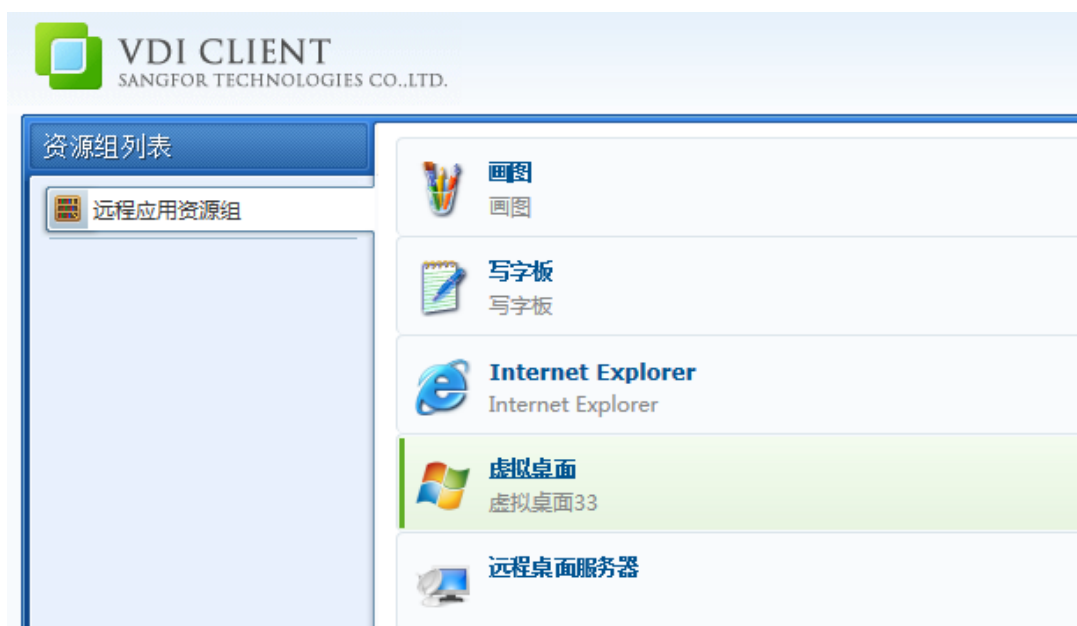 VDI CLIENT
SANGFOR TECHNOLOGIES CO.,LTD.
资源组列表
远程应用资源组
画图
画图
写字板
写字板
Internet Explorer
Internet Explorer
虚拟桌面
虚拟桌面33
远程桌面服务器